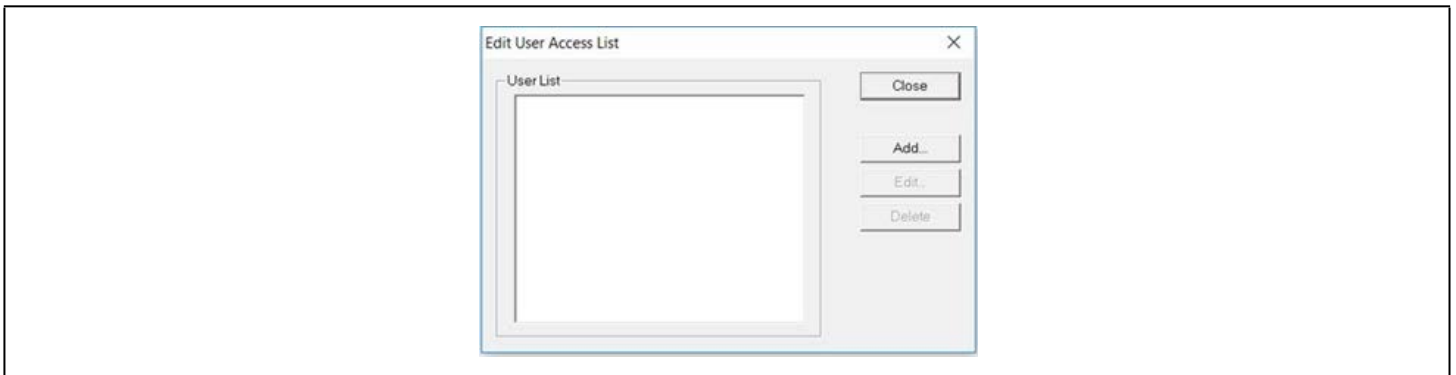 Edit User Access List
User List
Close
Add...
Edit...
Delete